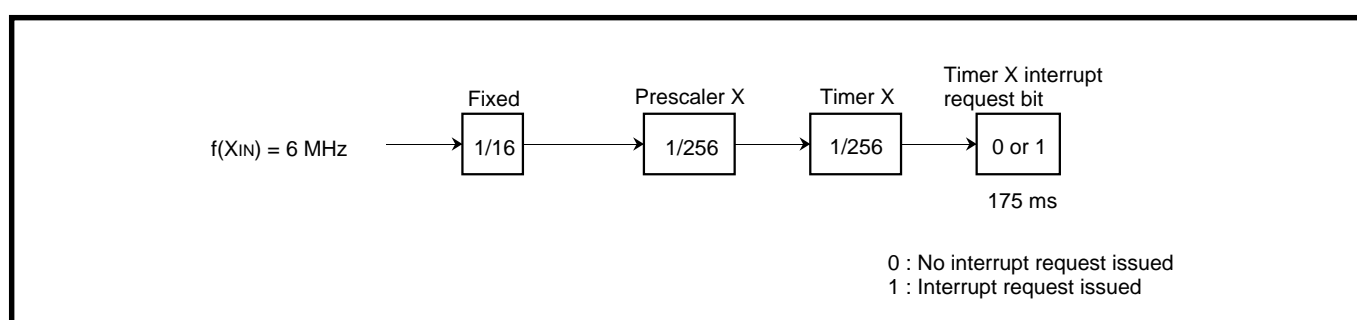 Fixed
Prescaler X
Timer X
Timer X interrupt
request bit
f(XIN) = 6 MHz
1/16
1/256
1/256
0 or 1
175 ms
0 : No interrupt request issued
1 : Interrupt request issued